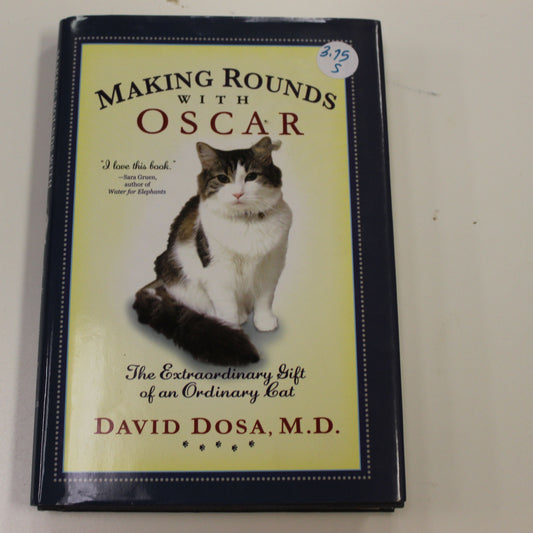 3.75
S
MAKING ROUNDS
WITH
OSCAR
"I love this book."
—Sara Gruen,
author of
Water for Elephants
The Extraordinary Gift
of an Ordinary Cat
DAVID DOSA, M.D.